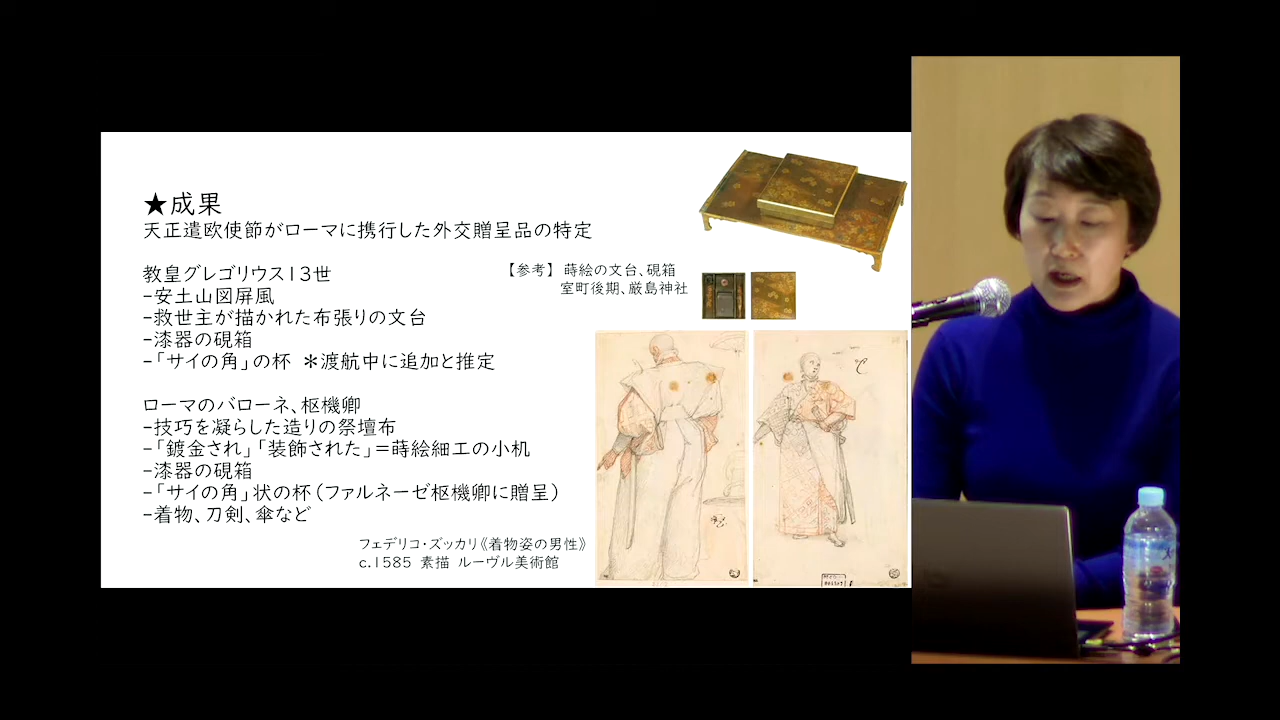 ★成果
天正遣欧使節がローマに携行した外交贈呈品の特定
教皇グレゴリウス13世
-安土山図屏風
-救世主が描かれた布張りの文台
-漆器の硯箱
-「サイの角」の杯 ＊渡航中に追加と推定
【参考】蒔絵の文台、硯箱
室町後期、厳島神社
ローマのバローネ、枢機卿
-技巧を凝らした造りの祭壇布
-「鍍金され」「装飾された」=蒔絵細工の小机
-漆器の硯箱
-「サイの角」状の杯（ファルネーゼ枢機卿に贈呈）
-着物、刀剣、傘など
フェデリコ・ズッカリ《着物姿の男性》
c.1585 素描 ルーヴル美術館